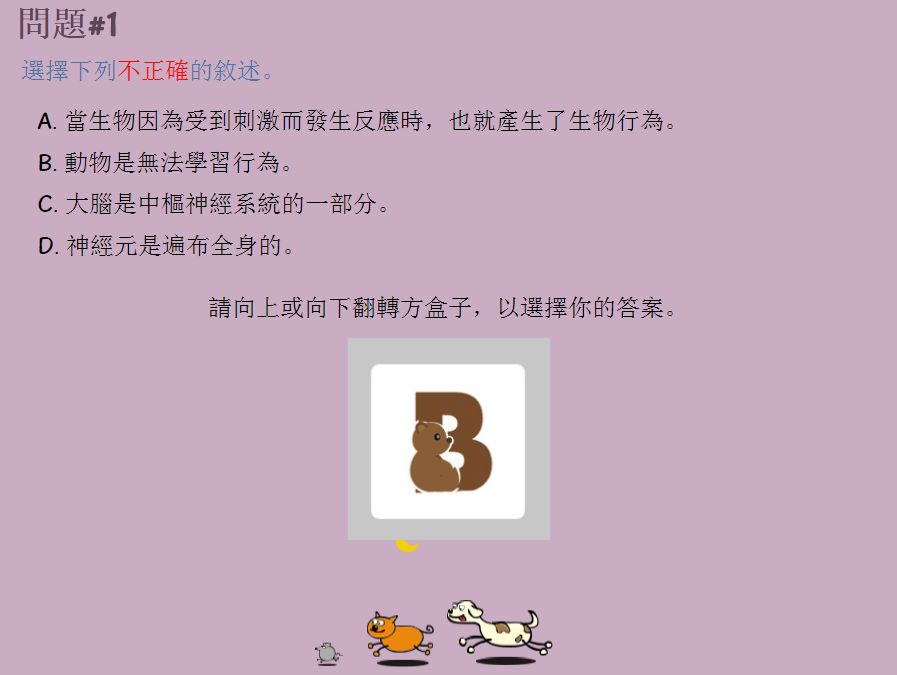 問題#1
選擇下列不正確的敘述。
A. 當生物因為受到刺激而發生反應時，也就產生了生物行為。
B. 動物是無法學習行為。
C. 大腦是中樞神經系統的一部分。
D. 神經元是遍布全身的。
請向上或向下翻轉方盒子，以選擇你的答案。
B